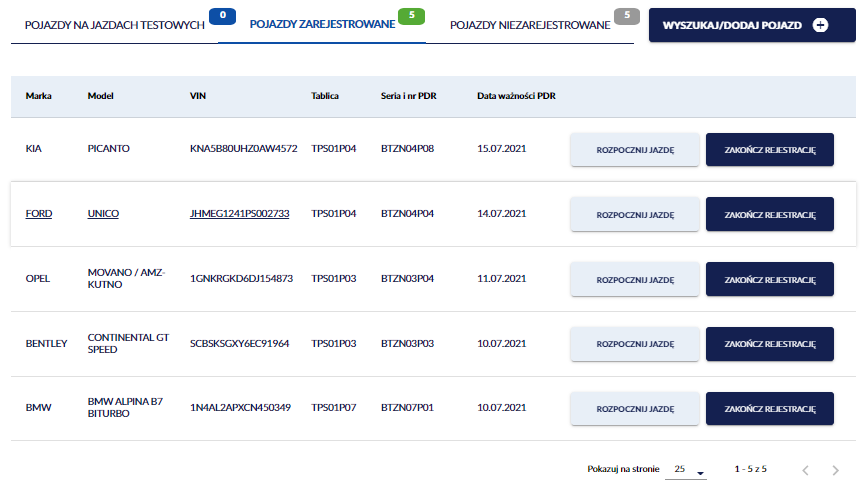 POJAZDY NA JAZDACH TESTOWYCH 0 POJAZDY ZAREJESTROWANE 5 POJAZDY NIEZAREJESTROWANE 5 WYSZUKAJ/DODAJ POJAZD
Marka Model VIN Tablica Seria i nr PDR Data ważności PDR
KIA PICANTO KNA5B80UHZ0AW4572 TPS01P04 BTZN04P08 15.07.2021 ROZPOCZNIJ JAZDĘ ZAKOŃCZ REJESTRACJĘ
FORD UNICO JHMEG1241PS002733 TPS01P04 BTZN04P04 14.07.2021 ROZPOCZNIJ JAZDĘ ZAKOŃCZ REJESTRACJĘ
OPEL MOVANO / AMZ-
KUTNO 1GNKRGKD6DJ154873 TPS01P03 BTZN03P04 11.07.2021 ROZPOCZNIJ JAZDĘ ZAKOŃCZ REJESTRACJĘ
BENTLEY CONTINENTAL GT
SPEED SCBSKSGXY6EC91964 TPS01P03 BTZN03P03 10.07.2021 ROZPOCZNIJ JAZDĘ ZAKOŃCZ REJESTRACJĘ
BMW BMW ALPINA B7
BITURBO 1N4AL2APXCN450349 TPS01P07 BTZN07P01 10.07.2021 ROZPOCZNIJ JAZDĘ ZAKOŃCZ REJESTRACJĘ
Pokazuj na stronie 25 1 - 5 z 5